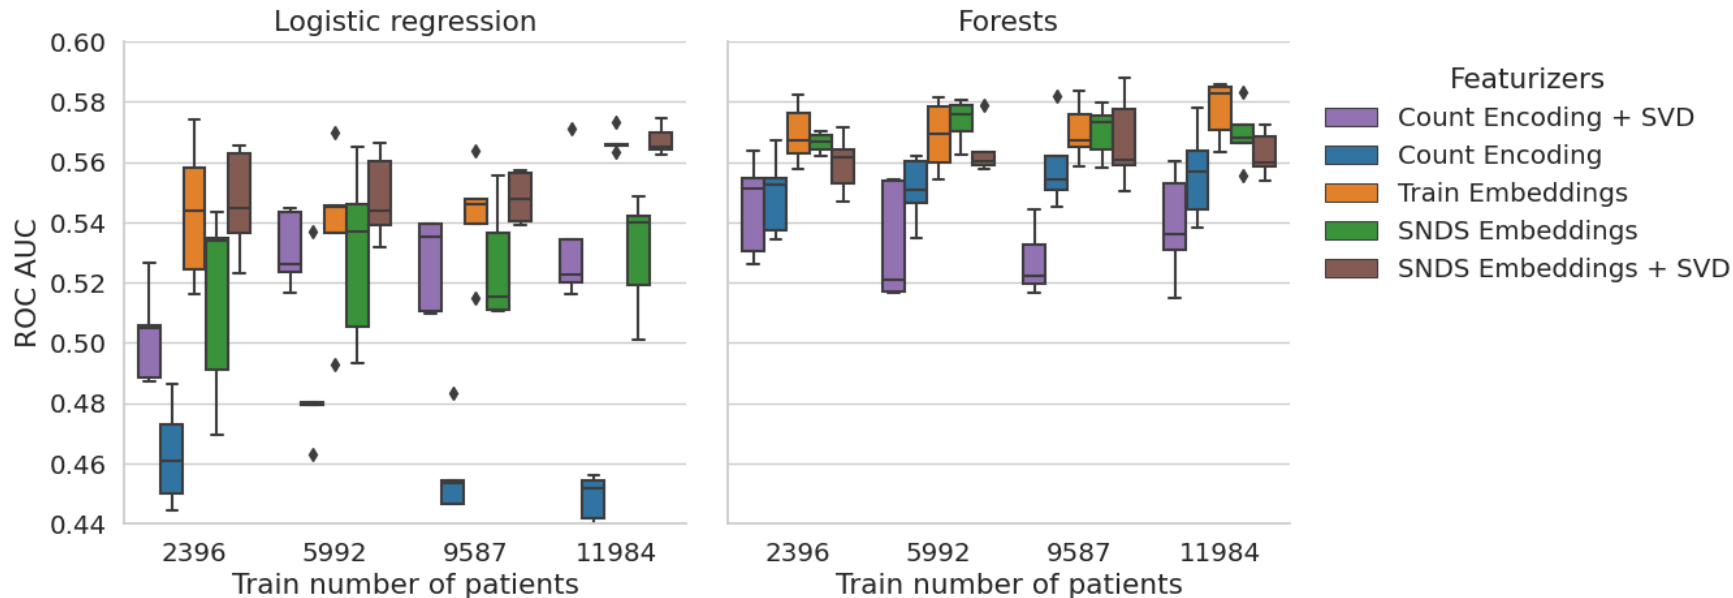 Logistic regression
Forests
ROC AUC
0.60
0.58
0.56
0.54
0.52
0.50
0.48
0.46
0.44
2396 5992 9587 11984
Train number of patients
2396 5992 9587 11984
Train number of patients
Featurizers
Count Encoding + SVD
Count Encoding
Train Embeddings
SNDS Embeddings
SNDS Embeddings + SVD